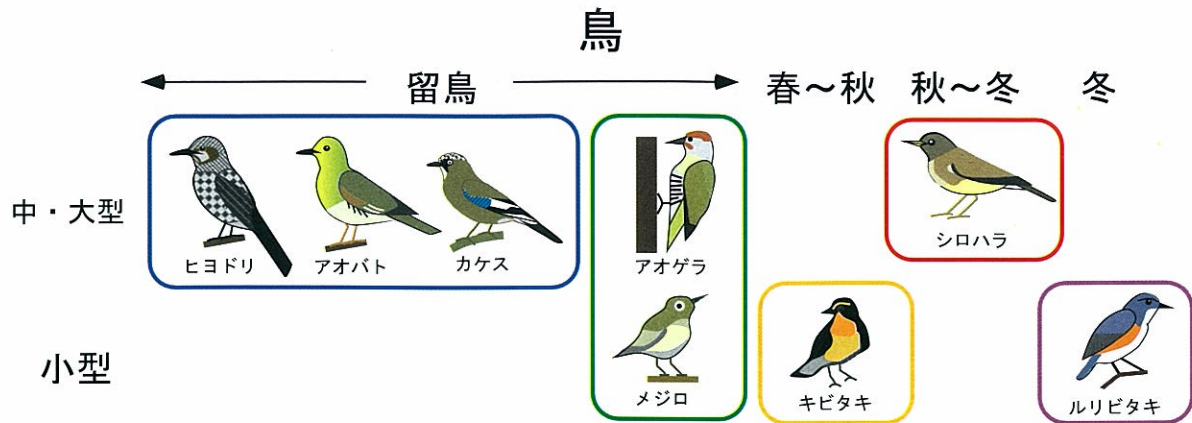 鳥
留鳥
春～秋
秋～冬
冬
中・大型
ヒヨドリ
アオバト
カケス
アオゲラ
シロハラ
小型
メジロ
キビタキ
ルリビタキ